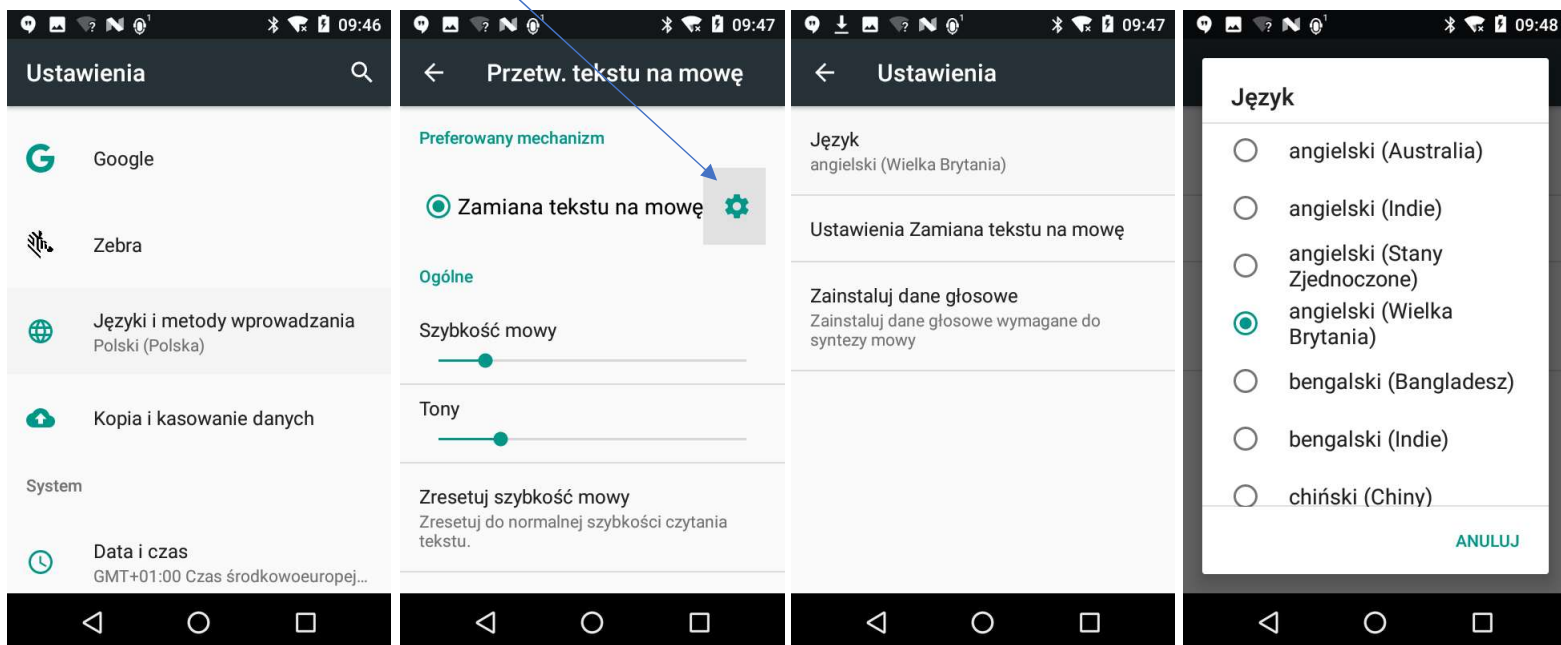 09:46
Ustawienia
Google
Zebra
Języki i metody wprowadzania
Polski (Polska)
Kopia i kasowanie danych
System
Data i czas
GMT+01:00 Czas środkowoeuropej...
09:47
Przetw. tekstu na mowę
Preferowany mechanizm
Zamiana tekstu na mowę
Ogólne
Szybkość mowy
Tony
Zresetuj szybkość mowy
Zresetuj do normalnej szybkości czytania
tekstu.
09:47
Ustawienia
Język
angielski (Wielka Brytania)
Ustawienia Zamiana tekstu na mowę
Zainstaluj dane głosowe
Zainstaluj dane głosowe wymagane do
syntezy mowy
09:48
Język
angielski (Australia)
angielski (Indie)
angielski (Stany
Zjednoczone)
angielski (Wielka
Brytania)
bengalski (Bangladesz)
bengalski (Indie)
chiński (Chiny)
ANULUJ